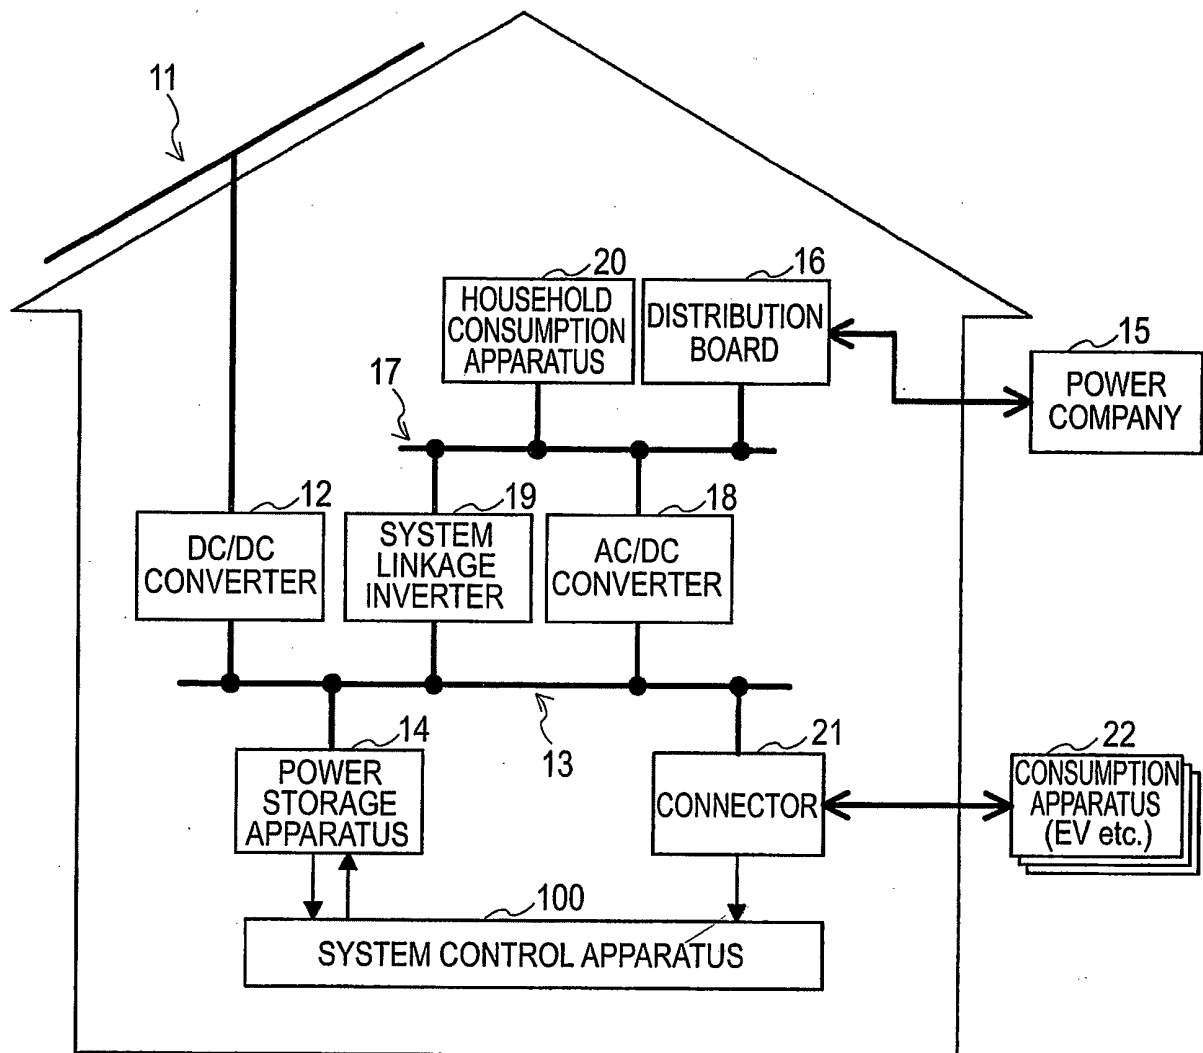 11
20
16
HOUSEHOLD
CONSUMPTION
APPARATUS
DISTRIBUTION
BOARD
15
POWER
COMPANY
17
12
19
18
DC/DC
CONVERTER
SYSTEM
LINKAGE
INVERTER
AC/DC
CONVERTER
13
14
21
22
POWER
STORAGE
APPARATUS
CONNECTOR
CONSUMPTION
APPARATUS
(EV etc.)
100
SYSTEM CONTROL APPARATUS